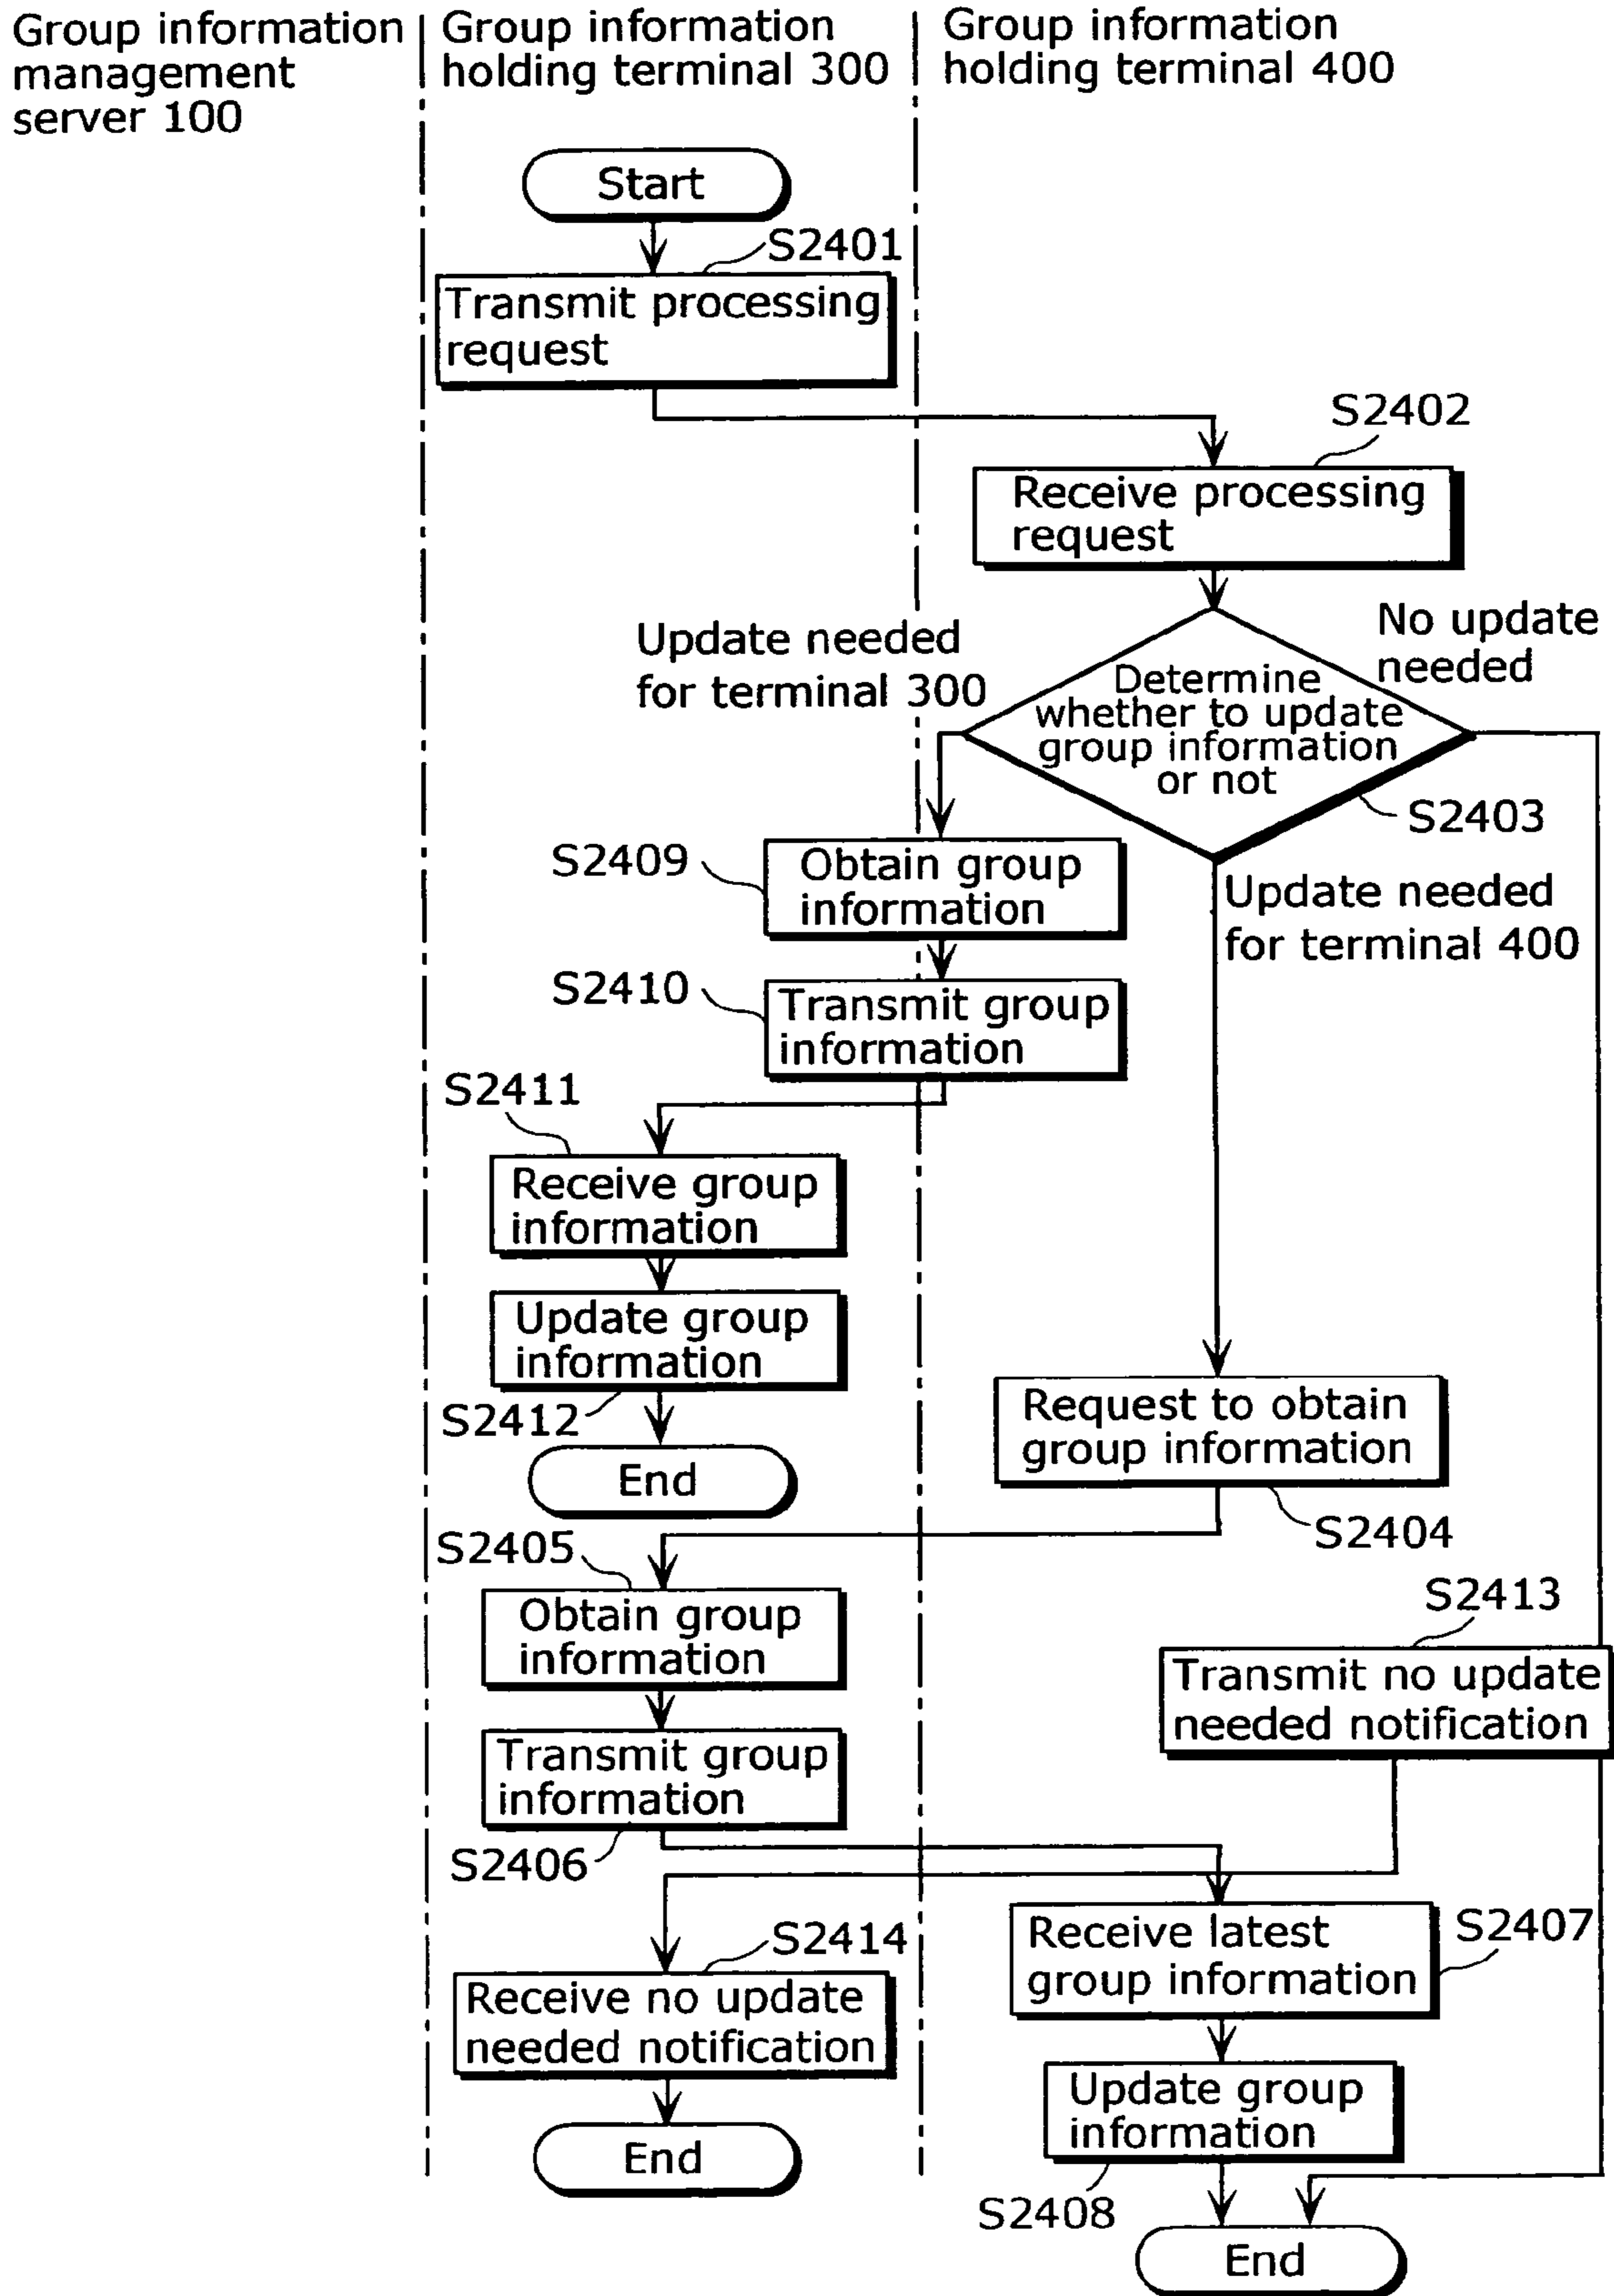 Group information
management
server 100
Group information
holding terminal 300
Group information
holding terminal 400
Start
S2401
Transmit processing
request
S2402
Receive processing
request
Update needed
for terminal 300
No update
needed
Determine
whether to update
group information
or not
S2403
S2409
Obtain group
information
Update needed
for terminal 400
S2410
Transmit group
information
S2411
Receive group
information
Update group
information
S2412
End
Request to obtain
group information
S2404
S2405
Obtain group
information
S2413
Transmit no update
needed notification
Transmit group
information
S2406
S2414
Receive no update
needed notification
End
Receive latest
group information
S2407
Update group
information
S2408
End